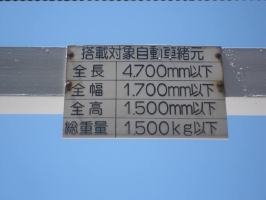 搭載対象自動車緒元
全長 4,700mm以下
全幅 1,700mm以下
全高 1,500mm以下
総重量 1,500kg以下